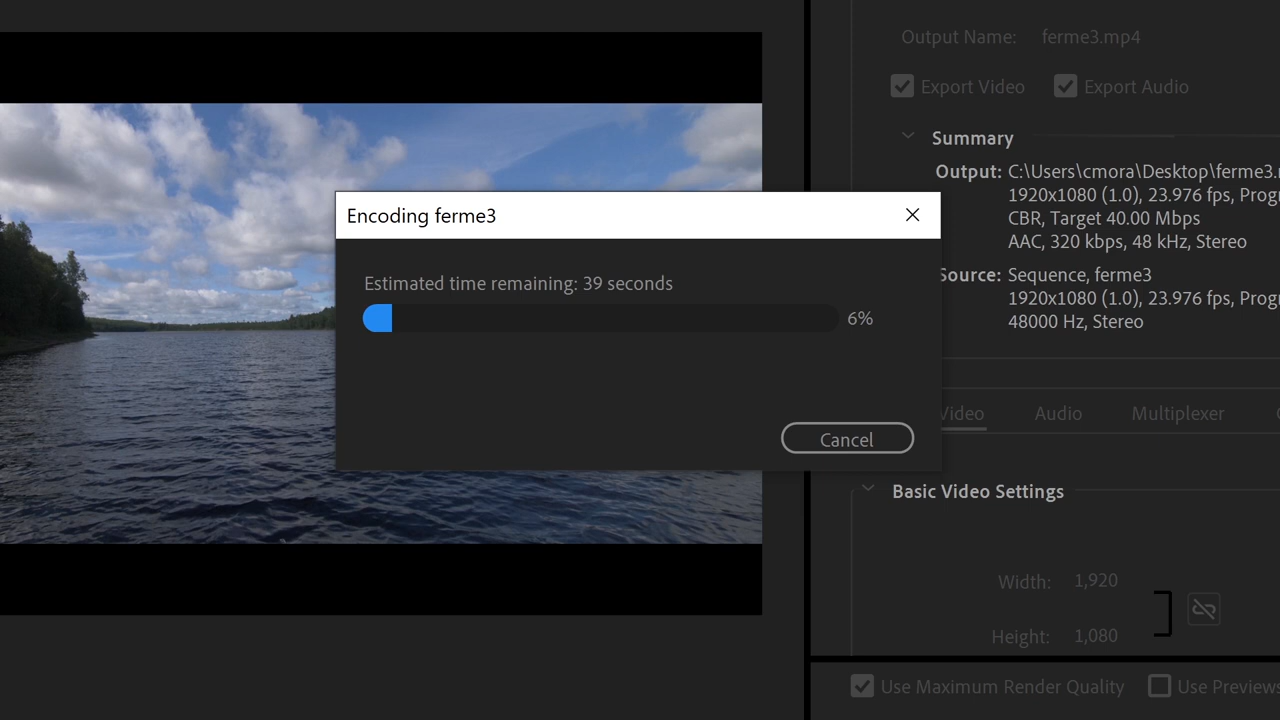 Output Name: ferme3.mp4
Export Video Export Audio
Summary
Output: C:\Users\cmora\Desktop\ferme3.
1920x1080 (1.0), 23.976 fps,
CBR, Target 40.00 Mbps
AAC, 320 kbps, 48 kHz, Stereo
Source: Sequence, ferme3
1920x1080 (1.0), 23.976 fps,
48000 Hz, Stereo
Encoding ferme3
Estimated time remaining: 39 seconds
6%
Cancel
Video Audio Multiplexer
Basic Video Settings
Width: 1,920
Height: 1,080
Use Maximum Render Quality Use Previews